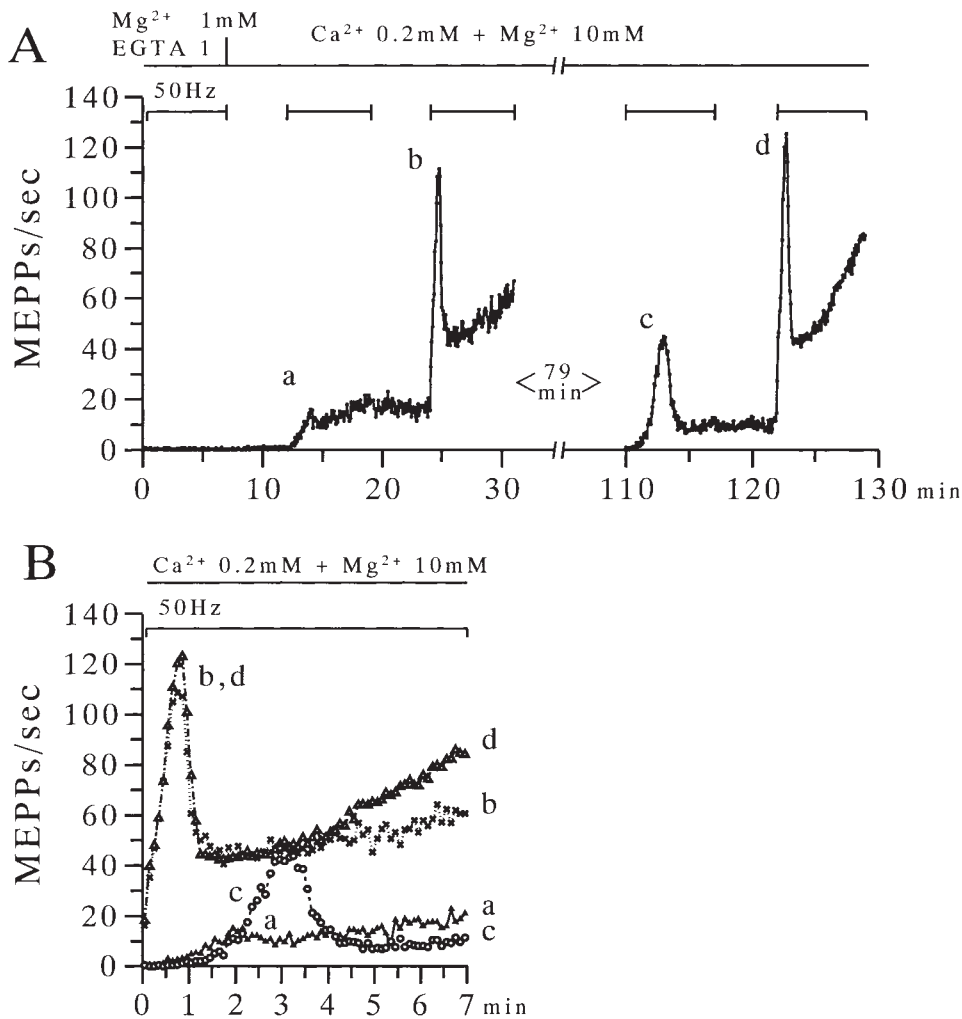 A
Mg²⁺ 1mM
EGTA 1
Ca²⁺ 0.2mM + Mg²⁺ 10mM
50Hz
140
120
100
80
60
40
20
0
MEPPs/sec
a
b
c
d
<79 min>
0 10 20 30 110 120 130 min
B
Ca²⁺ 0.2mM + Mg²⁺ 10mM
50Hz
140
120
100
80
60
40
20
0
MEPPs/sec
b,d
d
b
c
a
a
c
0 1 2 3 4 5 6 7 min